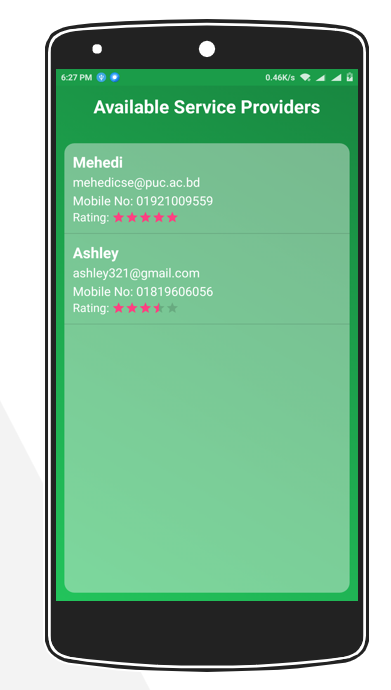 6:27 PM
0.46K/s
Available Service Providers
Mehedi
mehedicse@puc.ac.bd
Mobile No: 01921009559
Rating:
Ashley
ashley321@gmail.com
Mobile No: 01819606056
Rating: